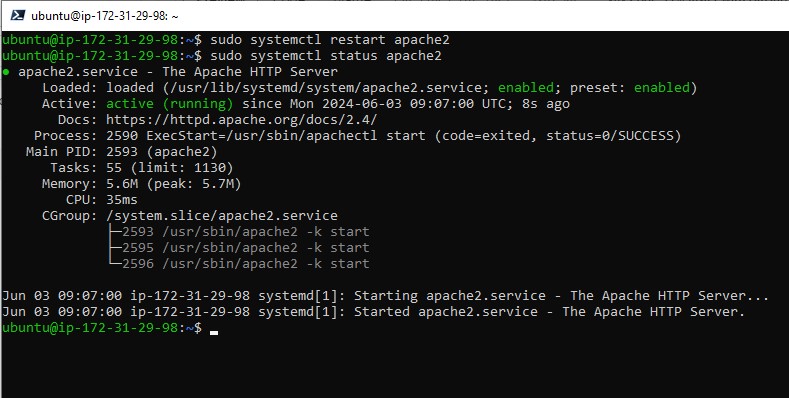 ubuntu@ip-172-31-29-98: ~
ubuntu@ip-172-31-29-98:~$ sudo systemctl restart apache2
ubuntu@ip-172-31-29-98:~$ sudo systemctl status apache2
● apache2.service - The Apache HTTP Server
     Loaded: loaded (/usr/lib/systemd/system/apache2.service; enabled; preset: enabled)
     Active: active (running) since Mon 2024-06-03 09:07:00 UTC; 8s ago
       Docs: https://httpd.apache.org/docs/2.4/
    Process: 2590 ExecStart=/usr/sbin/apachectl start (code=exited, status=0/SUCCESS)
   Main PID: 2593 (apache2)
      Tasks: 55 (limit: 1130)
     Memory: 5.6M (peak: 5.7M)
        CPU: 35ms
     CGroup: /system.slice/apache2.service
             ├─2593 /usr/sbin/apache2 -k start
             ├─2595 /usr/sbin/apache2 -k start
             └─2596 /usr/sbin/apache2 -k start
Jun 03 09:07:00 ip-172-31-29-98 systemd[1]: Starting apache2.service - The Apache HTTP Server...
Jun 03 09:07:00 ip-172-31-29-98 systemd[1]: Started apache2.service - The Apache HTTP Server.
ubuntu@ip-172-31-29-98:~$